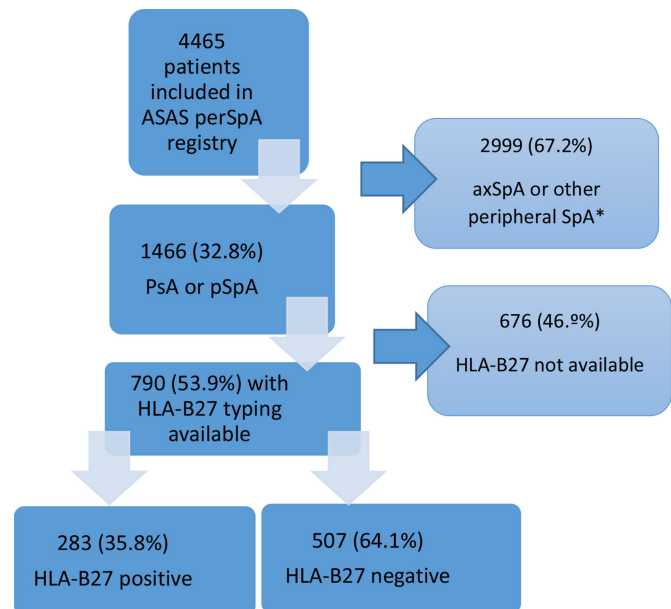 4465
patients
included in
ASAS perSpA
registry
2999 (67.2%)
axSpA or other
peripheral SpA*
1466 (32.8%)
PsA or pSpA
676 (46.º%)
HLA-B27 not available
790 (53.9%) with
HLA-B27 typing
available
283 (35.8%)
HLA-B27 positive
507 (64.1%)
HLA-B27 negative